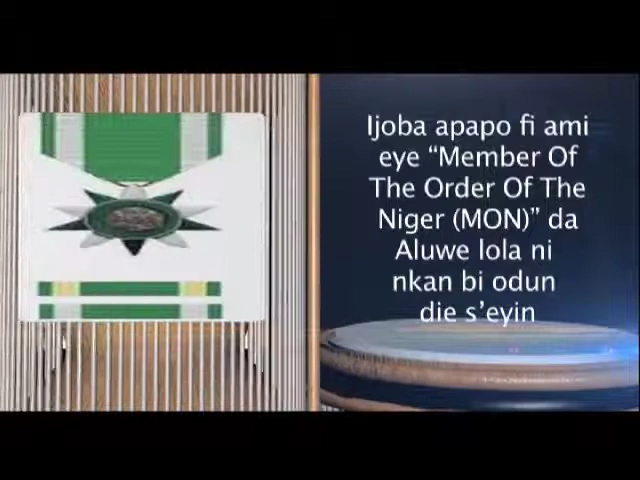 Ijoba apapo fi ami
eye “Member Of
The Order Of The
Niger (MON)” da
Aluwe lola ni
nkan bi odun
die s’eyin